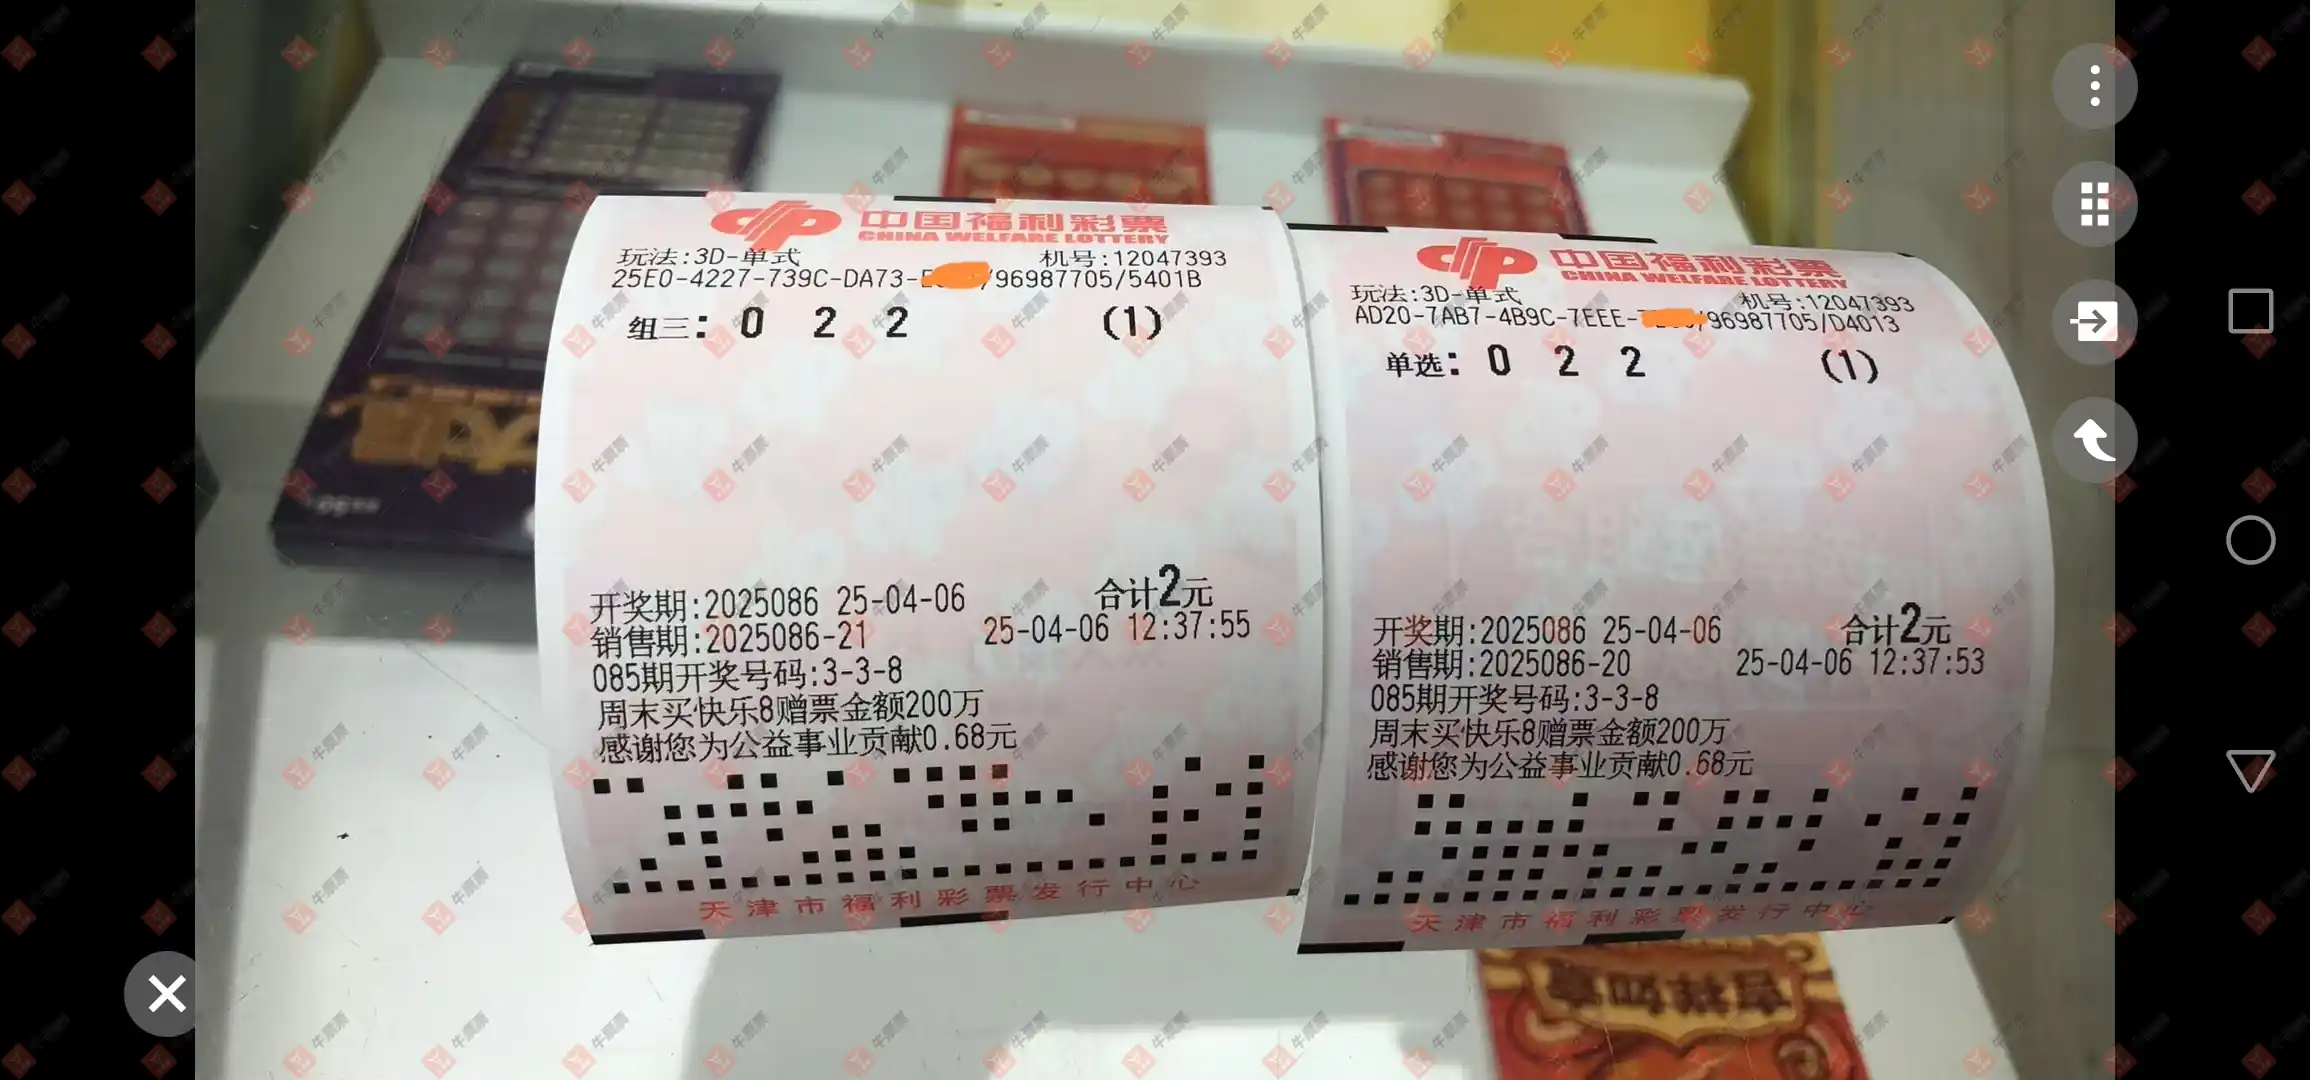 中国福利彩票
CHINA WELFARE LOTTERY
玩法:3D-单式 机号:12047393
25E0-4227-739C-DA73- /96987705/5401B
组三: 0 2 2 (1)
开奖期:2025086 25-04-06 合计2元
销售期:2025086-21 25-04-06 12:37:55
085期开奖号码:3-3-8
周末买快乐8赠票金额200万
感谢您为公益事业贡献0.68元
天津市福利彩票发行中心
中国福利彩票
CHINA WELFARE LOTTERY
玩法:3D-单式 机号:12047393
AD20-7AB7-4B9C-7EEE- /96987705/D4013
单选: 0 2 2 (1)
开奖期:2025086 25-04-06 合计2元
销售期:2025086-20 25-04-06 12:37:53
085期开奖号码:3-3-8
周末买快乐8赠票金额200万
感谢您为公益事业贡献0.68元
天津市福利彩票发行中心